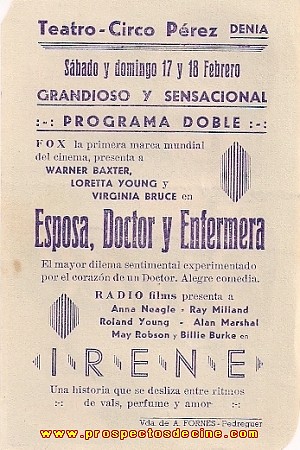 Teatro-Circo Pérez DENIA
Sábado y domingo 17 y 18 Febrero
GRANDIOSO Y SENSACIONAL
:-: PROGRAMA DOBLE :-:
FOX la primera marca mundial
del cinema, presenta a
WARNER BAXTER,
LORETTA YOUNG y
VIRGINIA BRUCE en
Esposa, Doctor y Enfermera
El mayor dilema sentimental experimentado
por el corazón de un Doctor. Alegre comedia.
RADIO films presenta a
Anna Neagle - Ray Milland
Roland Young - Alan Marshal
May Robson y Billie Burke en
IRENE
Una historia que se desliza entre ritmos
:-: de vals, perfume y amor :-:
Vda. de A. FORNES - Pedreguer
www.prospectosdecine.com